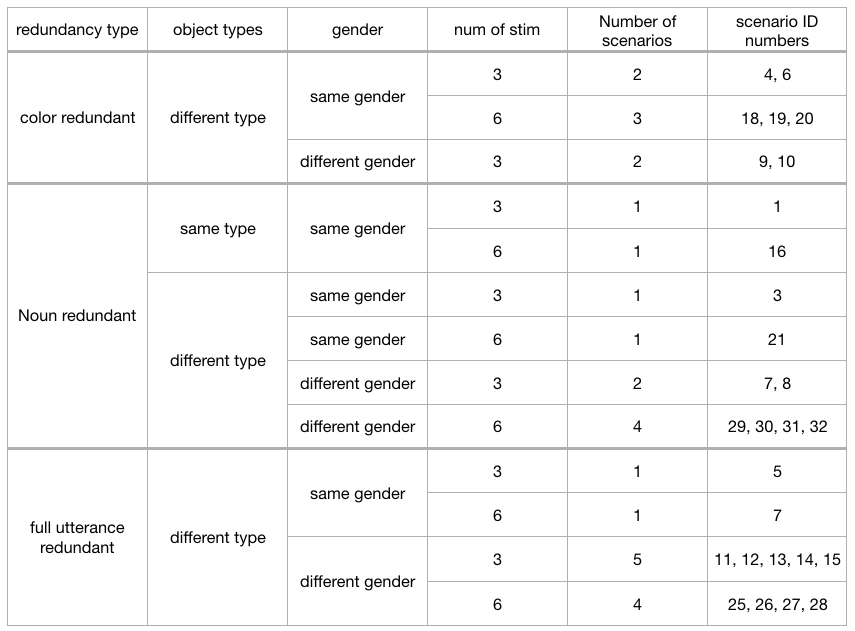 redundancy type object types gender num of stim Number of scenarios scenario ID numbers
color redundant different type same gender 3 2 4, 6
6 3 18, 19, 20
different gender 3 2 9, 10
Noun redundant same type same gender 3 1 1
6 1 16
different type same gender 3 1 3
same gender 6 1 21
different gender 3 2 7, 8
different gender 6 4 29, 30, 31, 32
full utterance redundant different type same gender 3 1 5
6 1 7
different gender 3 5 11, 12, 13, 14, 15
6 4 25, 26, 27, 28